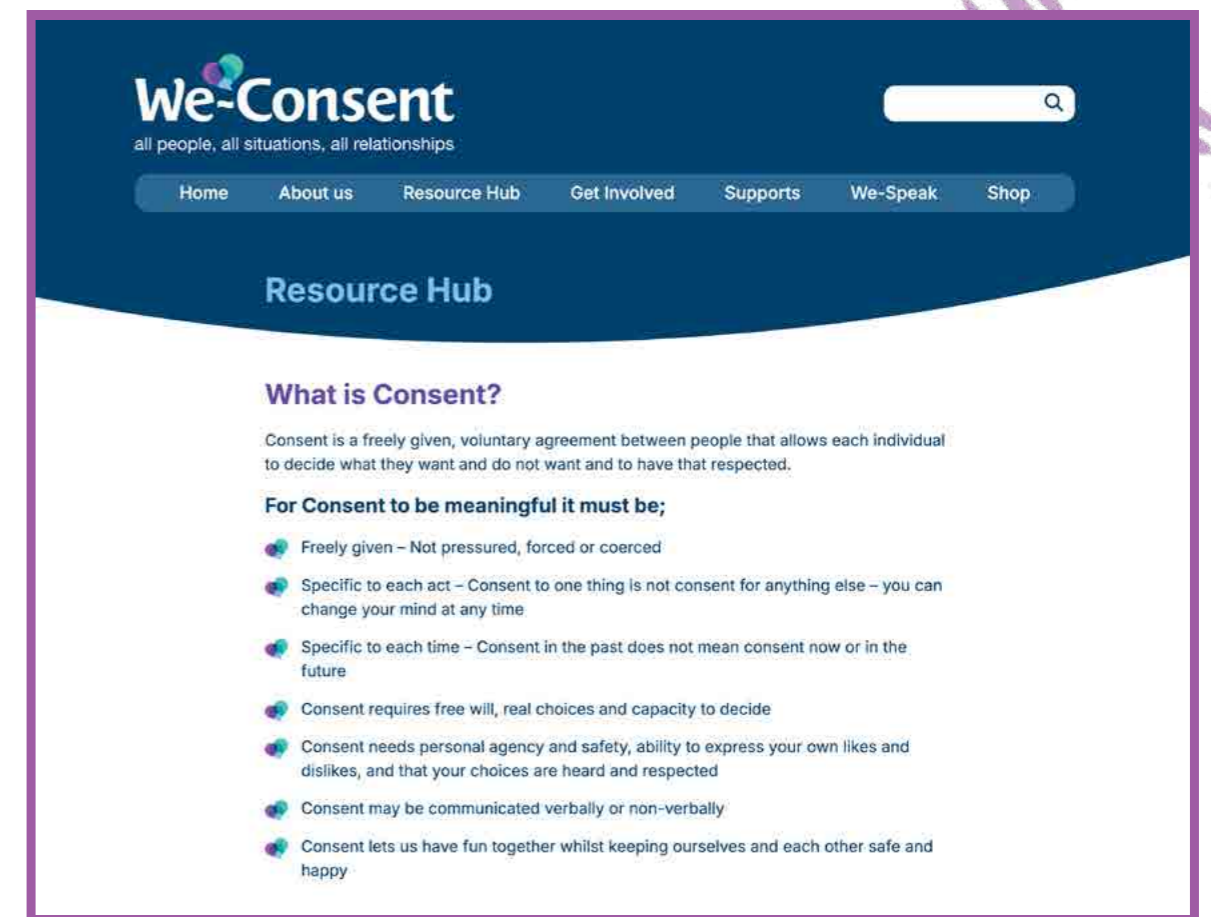 We-Consent
all people, all situations, all relationships
Home About us Resource Hub Get Involved Supports We-Speak Shop
Resource Hub
What is Consent?
Consent is a freely given, voluntary agreement between people that allows each individual
to decide what they want and do not want and to have that respected.
For Consent to be meaningful it must be;
Freely given – Not pressured, forced or coerced
Specific to each act – Consent to one thing is not consent for anything else – you can
change your mind at any time
Specific to each time – Consent in the past does not mean consent now or in the
future
Consent requires free will, real choices and capacity to decide
Consent needs personal agency and safety, ability to express your own likes and
dislikes, and that your choices are heard and respected
Consent may be communicated verbally or non-verbally
Consent lets us have fun together whilst keeping ourselves and each other safe and
happy